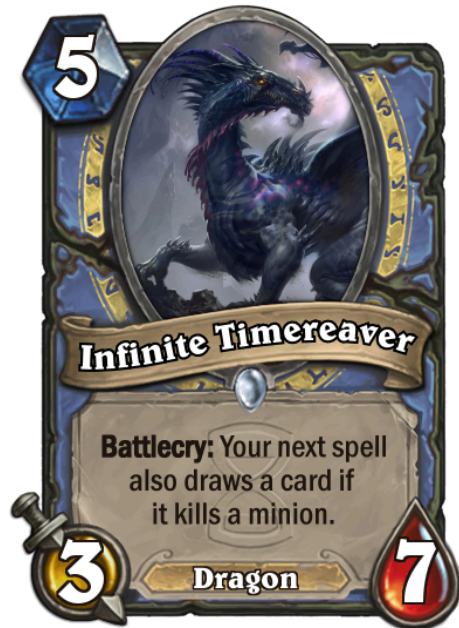 5
Infinite Timereaver
Battlecry: Your next spell
also draws a card if
it kills a minion.
3
Dragon
7